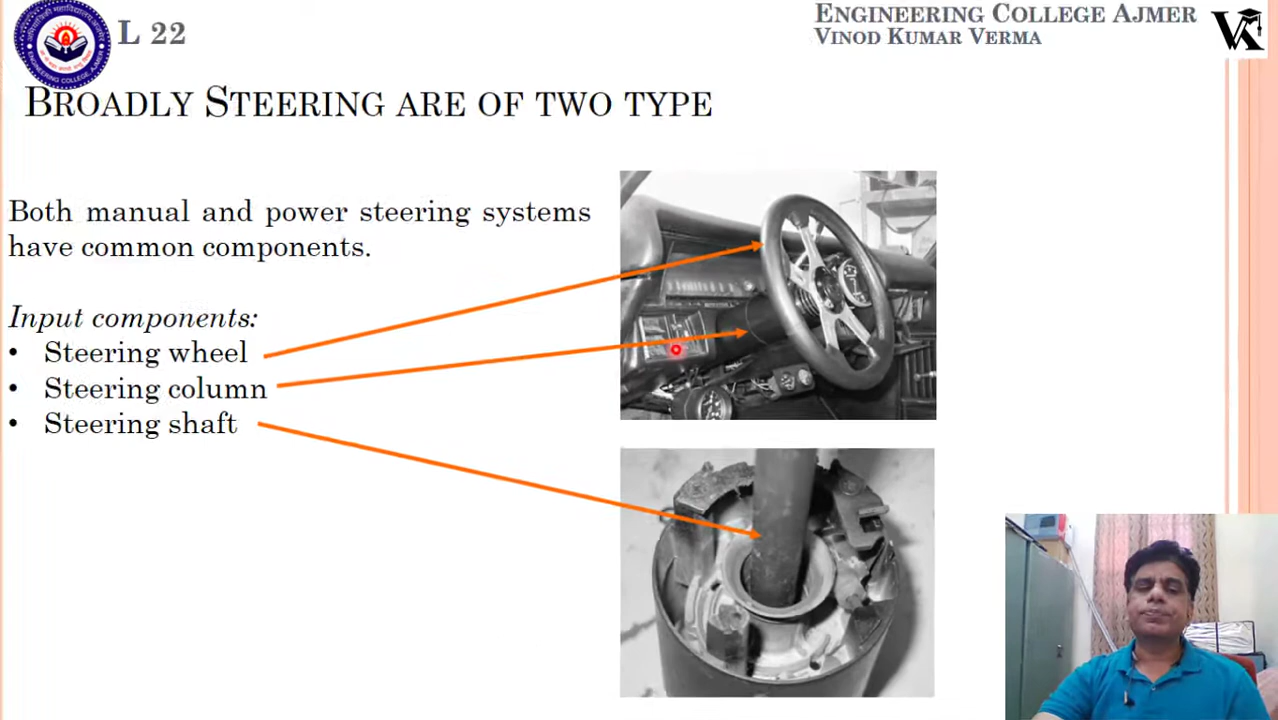 L 22
ENGINEERING COLLEGE AJMER
VINOD KUMAR VERMA
BROADLY STEERING ARE OF TWO TYPE
Both manual and power steering systems
have common components.
Input components:
• Steering wheel
• Steering column
• Steering shaft